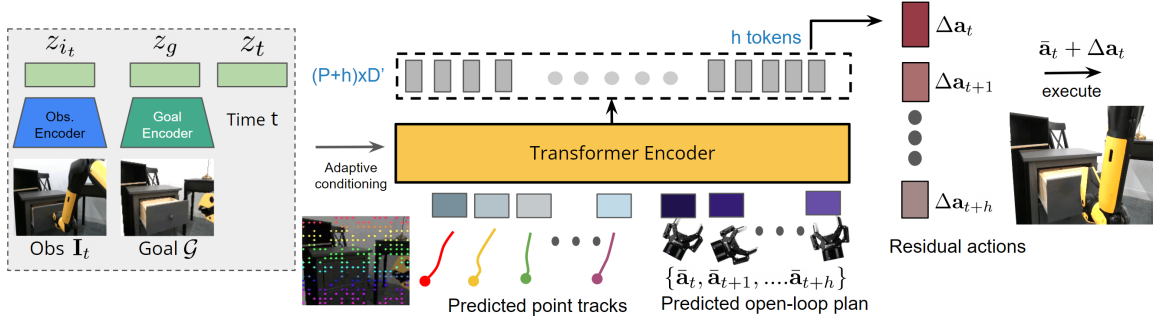 z_{i_t} z_g z_t
Obs.
Encoder
Goal
Encoder
Time t
Obs I_t
Goal 𝒢
Adaptive
conditioning
(P+h)xD'
h tokens
Transformer Encoder
Predicted point tracks
{ā_t, ā_{t+1}, ....ā_{t+h}}
Predicted open-loop plan
Δa_t
Δa_{t+1}
Δa_{t+h}
Residual actions
ā_t + Δa_t
execute